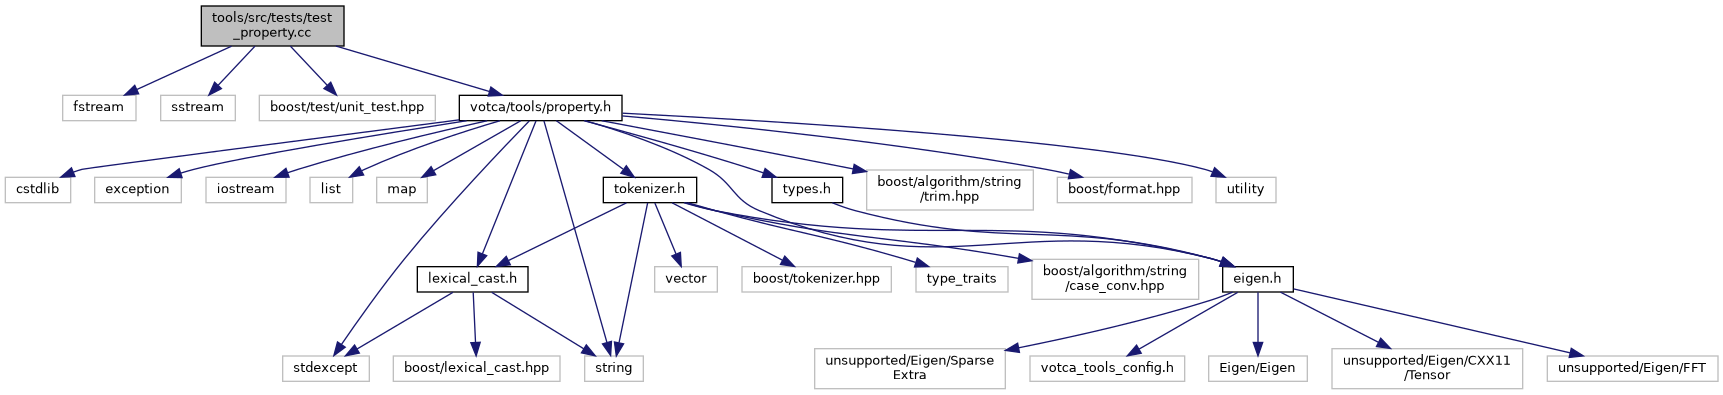 tools/src/tests/test
_property.cc
fstream
sstream
boost/test/unit_test.hpp
votca/tools/property.h
cstdlib
exception
iostream
list
map
tokenizer.h
types.h
boost/algorithm/string
/trim.hpp
boost/format.hpp
utility
lexical_cast.h
vector
boost/tokenizer.hpp
type_traits
boost/algorithm/string
/case_conv.hpp
eigen.h
stdexcept
boost/lexical_cast.hpp
string
unsupported/Eigen/Sparse
Extra
votca_tools_config.h
Eigen/Eigen
unsupported/Eigen/CXX11
/Tensor
unsupported/Eigen/FFT